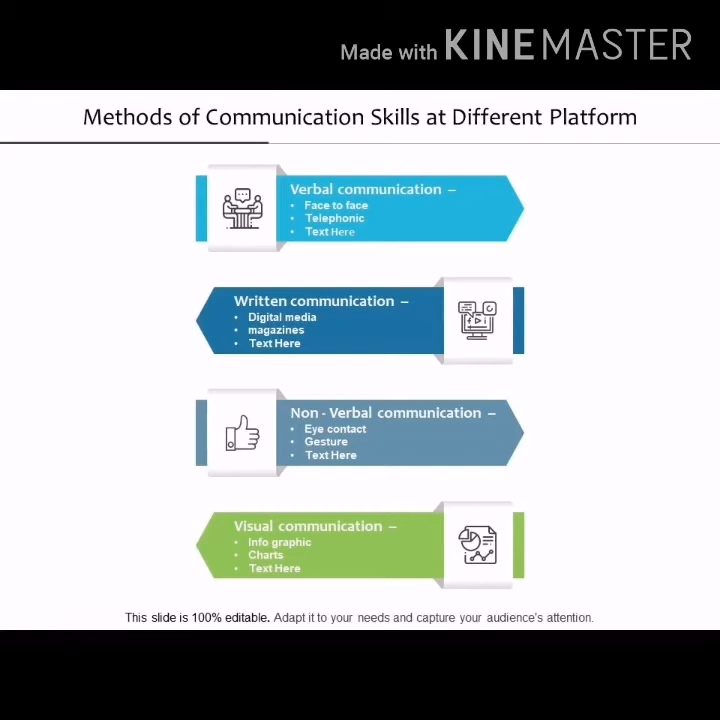 Made with KINEMASTER
Methods of Communication Skills at Different Platform
Verbal communication –
• Face to face
• Telephonic
• Text Here
Written communication –
• Digital media
• magazines
• Text Here
Non - Verbal communication –
• Eye contact
• Gesture
• Text Here
Visual communication –
• Info graphic
• Charts
• Text Here
This slide is 100% editable. Adapt it to your needs and capture your audience's attention.